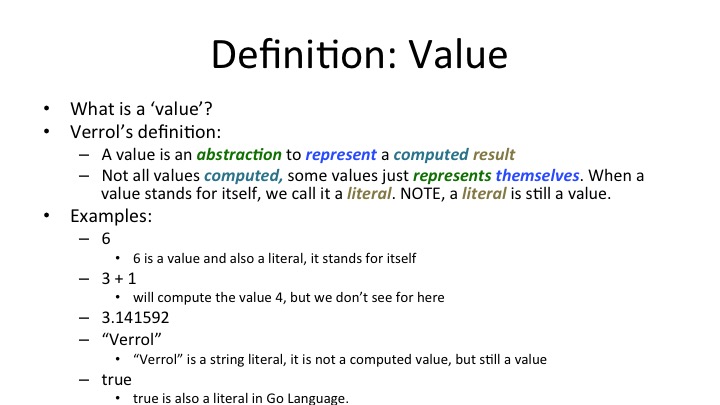 Definition: Value
• What is a ‘value’?
• Verrol’s definition:
– A value is an abstraction to represent a computed result
– Not all values computed, some values just represents themselves. When a
value stands for itself, we call it a literal. NOTE, a literal is still a value.
• Examples:
– 6
• 6 is a value and also a literal, it stands for itself
– 3 + 1
• will compute the value 4, but we don’t see for here
– 3.141592
– “Verrol”
• “Verrol” is a string literal, it is not a computed value, but still a value
– true
• true is also a literal in Go Language.